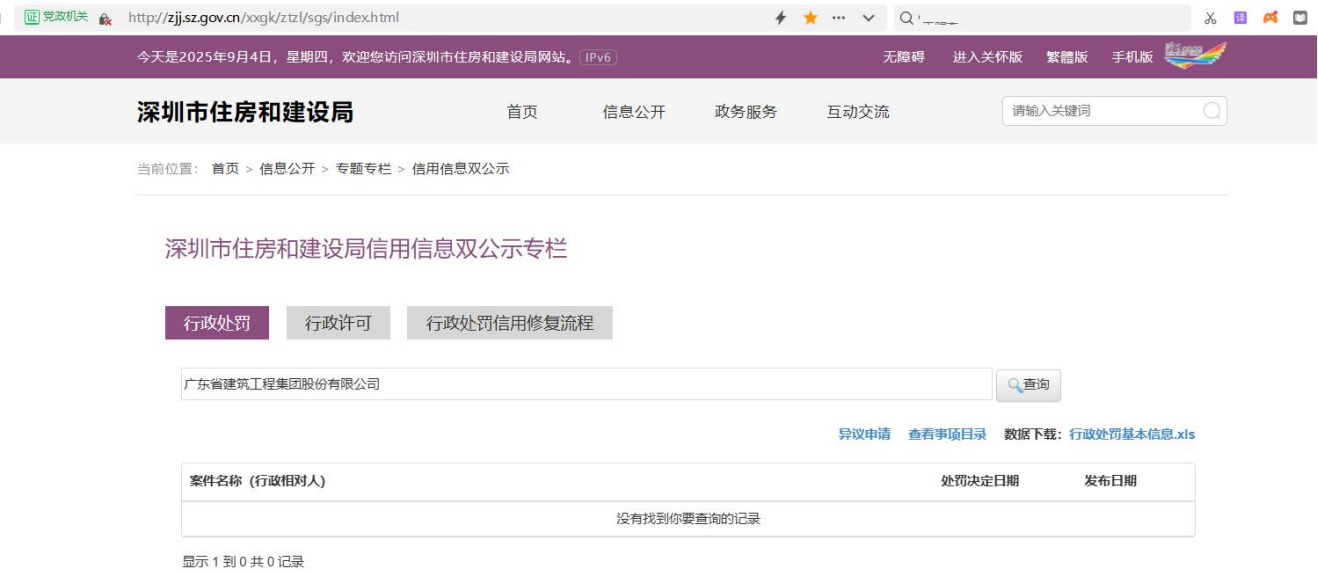 证 党政机关 http://zjj.sz.gov.cn/xxgk/ztzl/sgs/index.html 译
今天是2025年9月4日，星期四，欢迎您访问深圳市住房和建设局网站。 IPv6 无障碍 进入关怀版 繁體版 手机版
深圳市住房和建设局 首页 信息公开 政务服务 互动交流 请输入关键词
当前位置： 首页 > 信息公开 > 专题专栏 > 信用信息双公示
深圳市住房和建设局信用信息双公示专栏
行政处罚 行政许可 行政处罚信用修复流程
广东省建筑工程集团股份有限公司 查询
异议申请 查看事项目录 数据下载：行政处罚基本信息.xls
案件名称（行政相对人） 处罚决定日期 发布日期
没有找到你要查询的记录
显示 1 到 0 共 0 记录